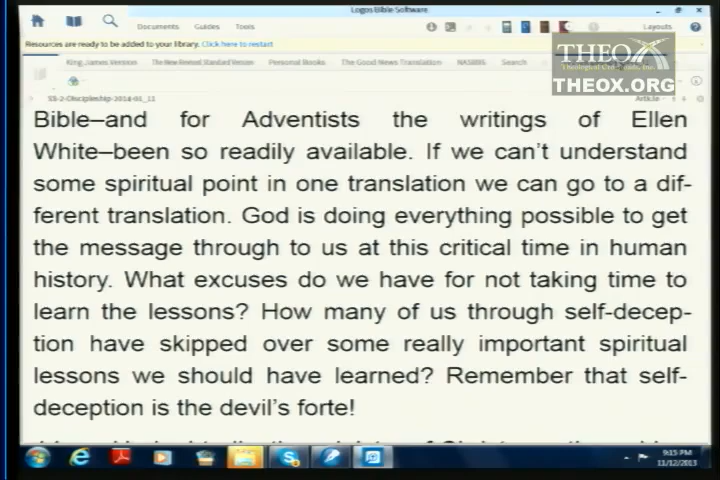 Logos Bible Software
Documents Guides Tools Layouts
Resources are ready to be added to your library. Click here to restart
King James Version The New Revised Standard Version Personal Books The Good News Translation NASB95 Search
THEOX
THEOX.ORG
SS-2-Discipleship-2014-01_11 Article
Bible–and for Adventists the writings of Ellen
White–been so readily available. If we can't understand
some spiritual point in one translation we can go to a dif-
ferent translation. God is doing everything possible to get
the message through to us at this critical time in human
history. What excuses do we have for not taking time to
learn the lessons? How many of us through self-decep-
tion have skipped over some really important spiritual
lessons we should have learned? Remember that self-
deception is the devil's forte!
9:15 PM
11/12/2013